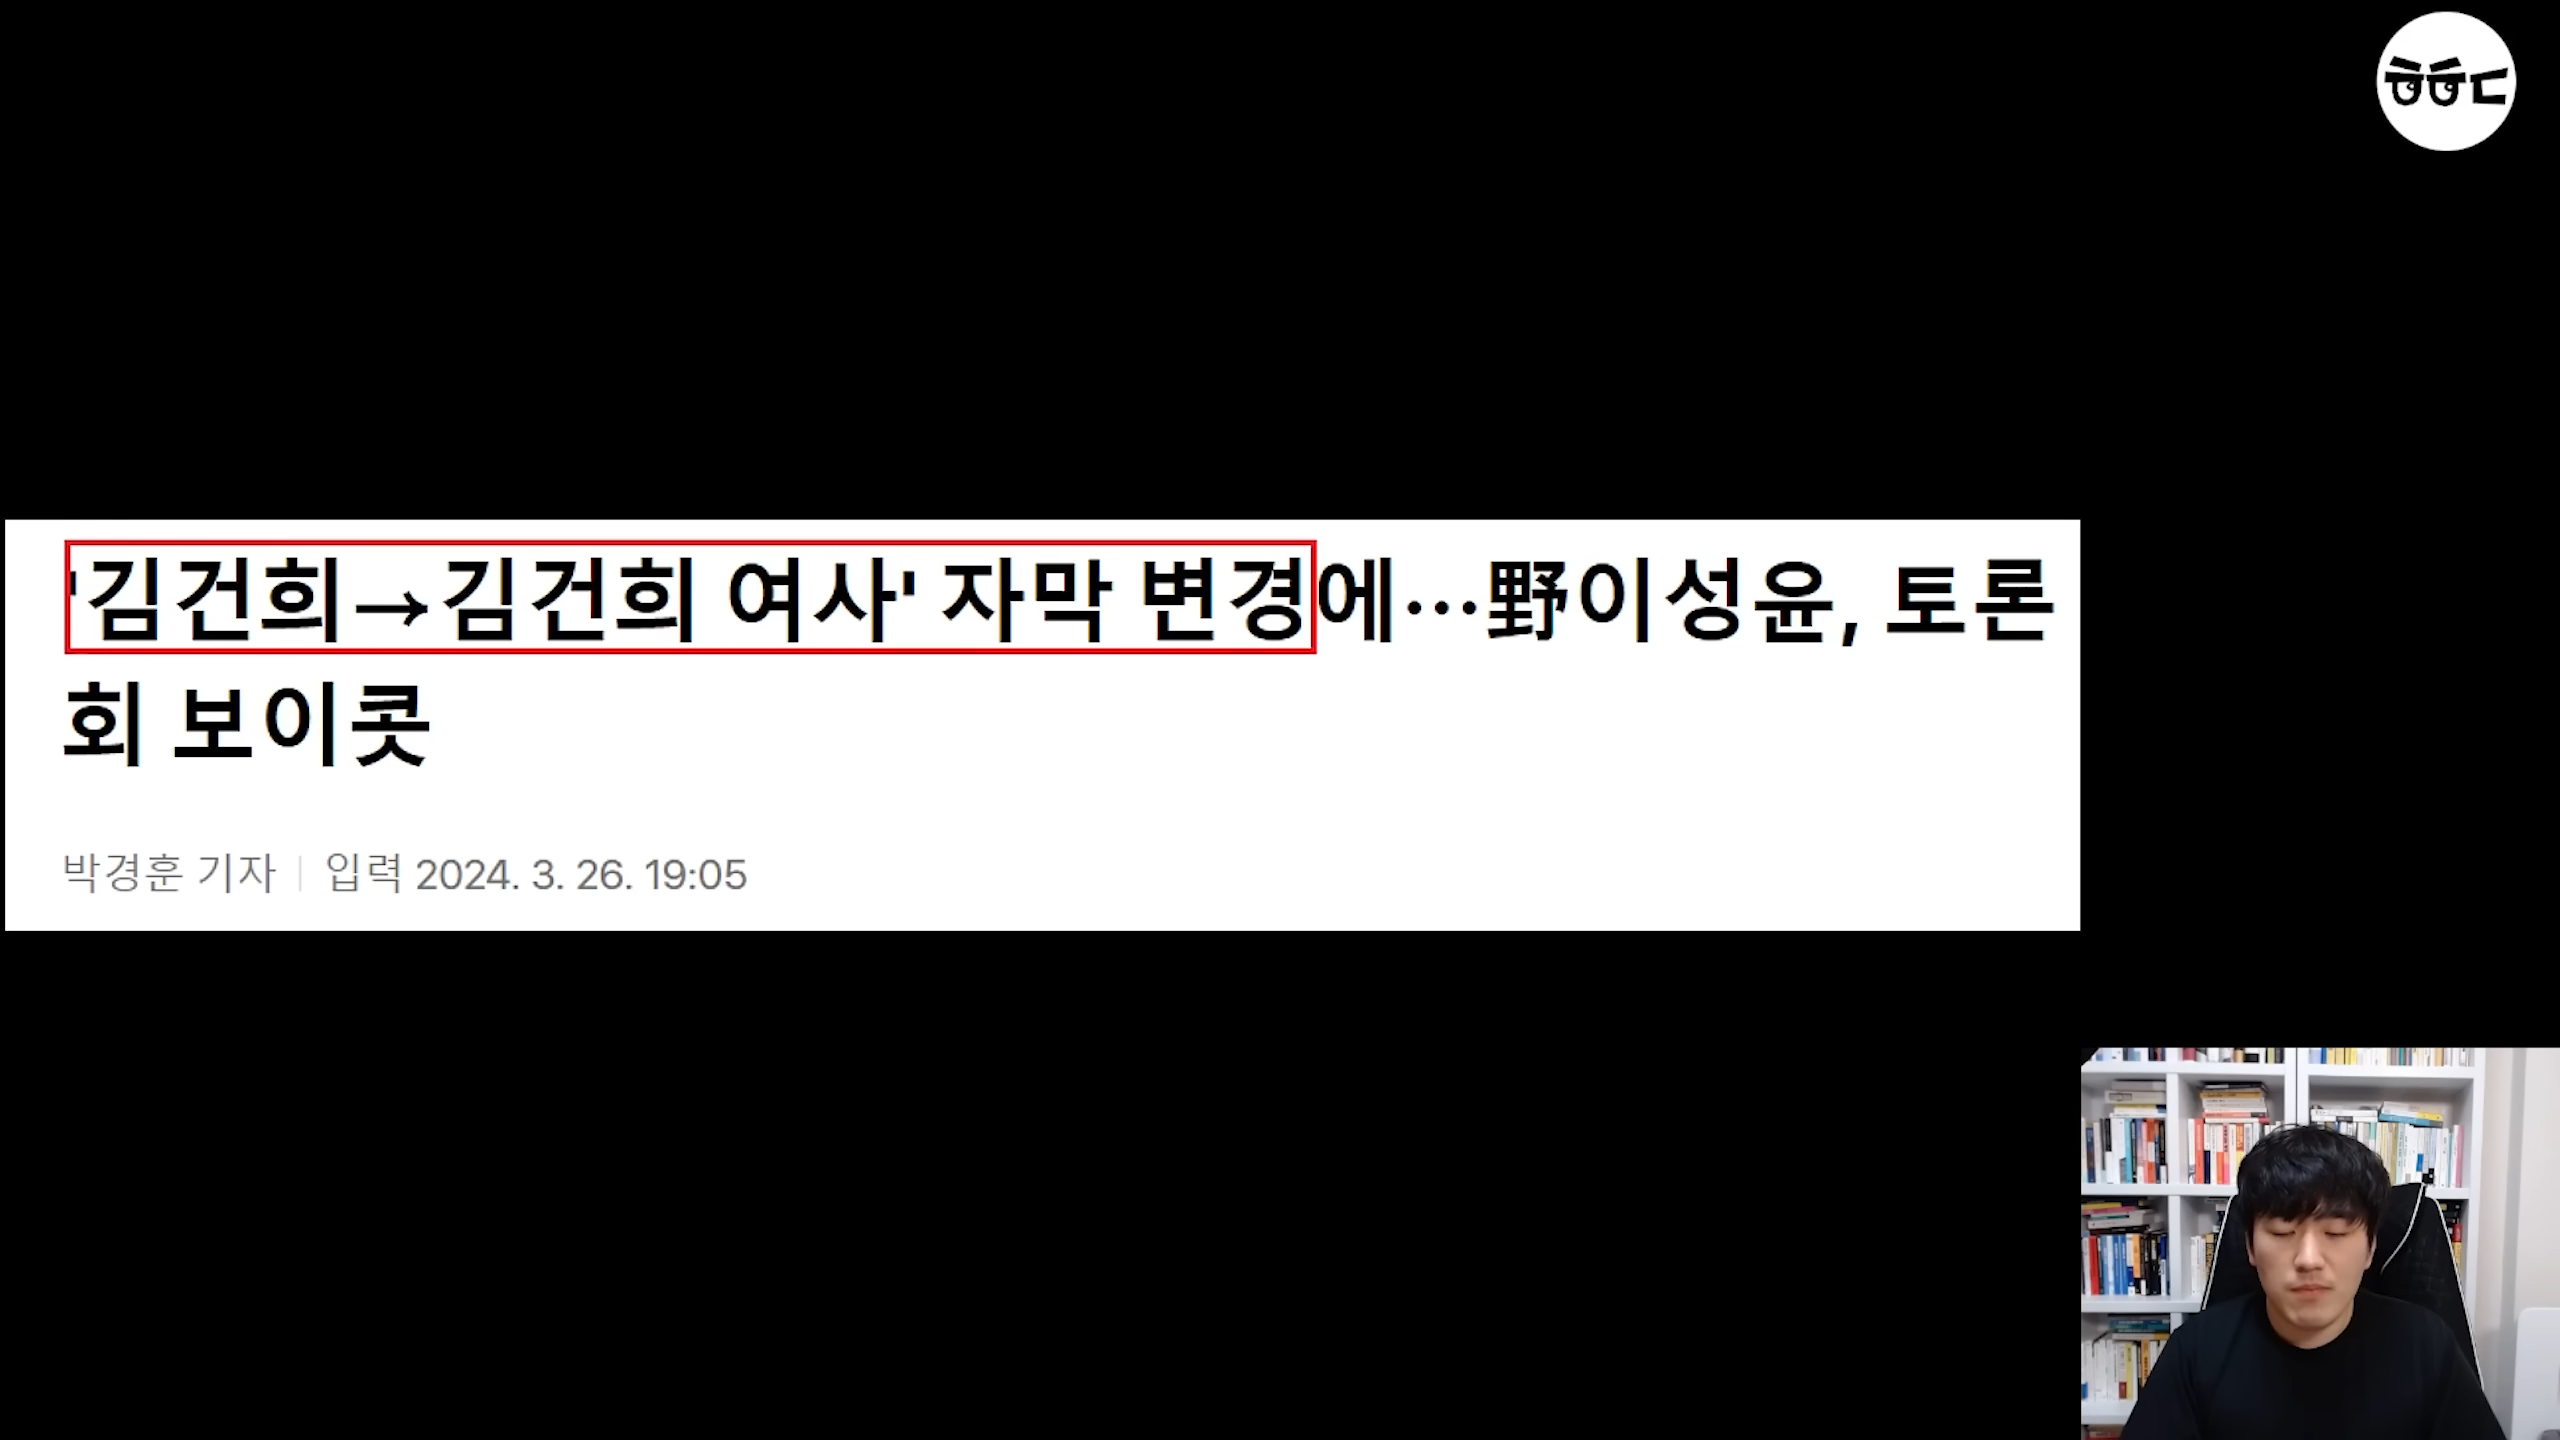 ㅎㅎㄷ
'김건희→김건희 여사' 자막 변경에…野이성윤, 토론
회 보이콧
박경훈 기자 | 입력 2024. 3. 26. 19:05